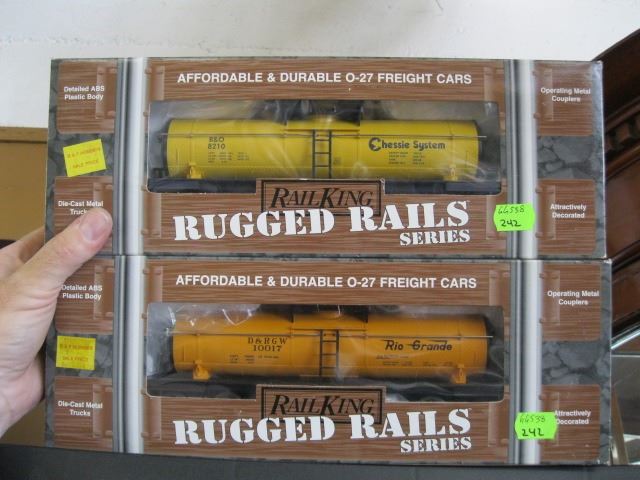 AFFORDABLE & DURABLE O-27 FREIGHT CARS
Detailed ABS
Plastic Body
Operating Metal
Couplers
B&O
8210
Chessie System
Die-Cast Metal
Trucks
RAILKING
RUGGED RAILS
SERIES
66558
242
Attractively
Decorated
AFFORDABLE & DURABLE O-27 FREIGHT CARS
Detailed ABS
Plastic Body
Operating Metal
Couplers
D&RGW
10017
Rio Grande
Die-Cast Metal
Trucks
RAILKING
RUGGED RAILS
SERIES
66558
242
Attractively
Decorated